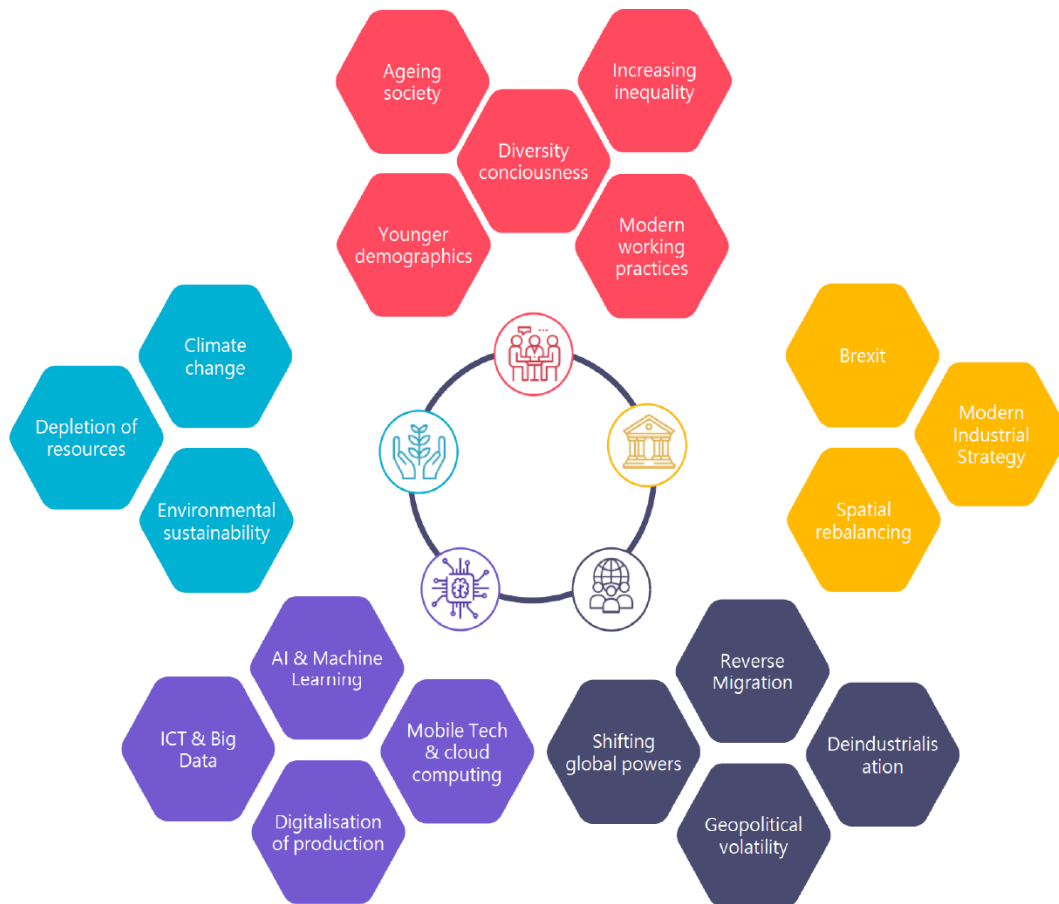 Ageing
society
Increasing
inequality
Diversity
conciousness
Younger
demographics
Modern
working
practices
Climate
change
Depletion of
resources
Environmental
sustainability
Brexit
Modern
Industrial
Strategy
Spatial
rebalancing
AI & Machine
Learning
ICT & Big
Data
Mobile Tech
& cloud
computing
Digitalisation
of production
Reverse
Migration
Shifting
global powers
Deindustrialis
ation
Geopolitical
volatility